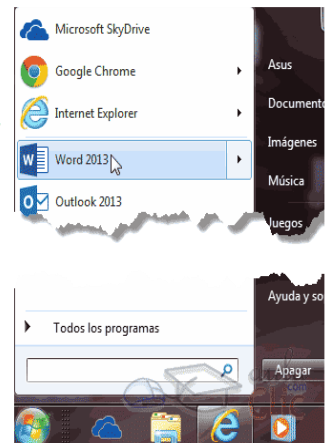 Microsoft SkyDrive
Google Chrome
Internet Explorer
Word 2013
Outlook 2013
Asus
Document
Imágenes
Música
Juegos
Ayuda y so
Todos los programas
Apagar